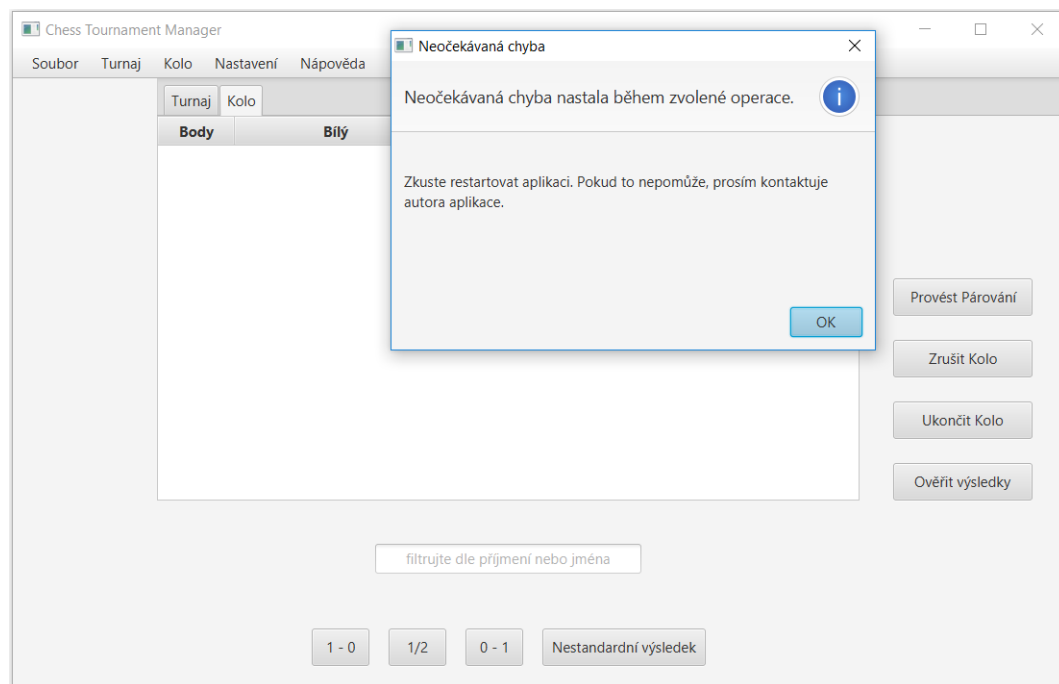 Chess Tournament Manager
Soubor Turnaj Kolo Nastavení Nápověda
Neočekávaná chyba
Neočekávaná chyba nastala během zvolené operace.
Zkuste restartovat aplikaci. Pokud to nepomůže, prosím kontaktuje
autora aplikace.
OK
Turnaj Kolo
Body Bílý
Provést Párování
Zrušit Kolo
Ukončit Kolo
Ověřit výsledky
filtrujte dle příjmení nebo jména
1 - 0 1/2 0 - 1 Nestandardní výsledek